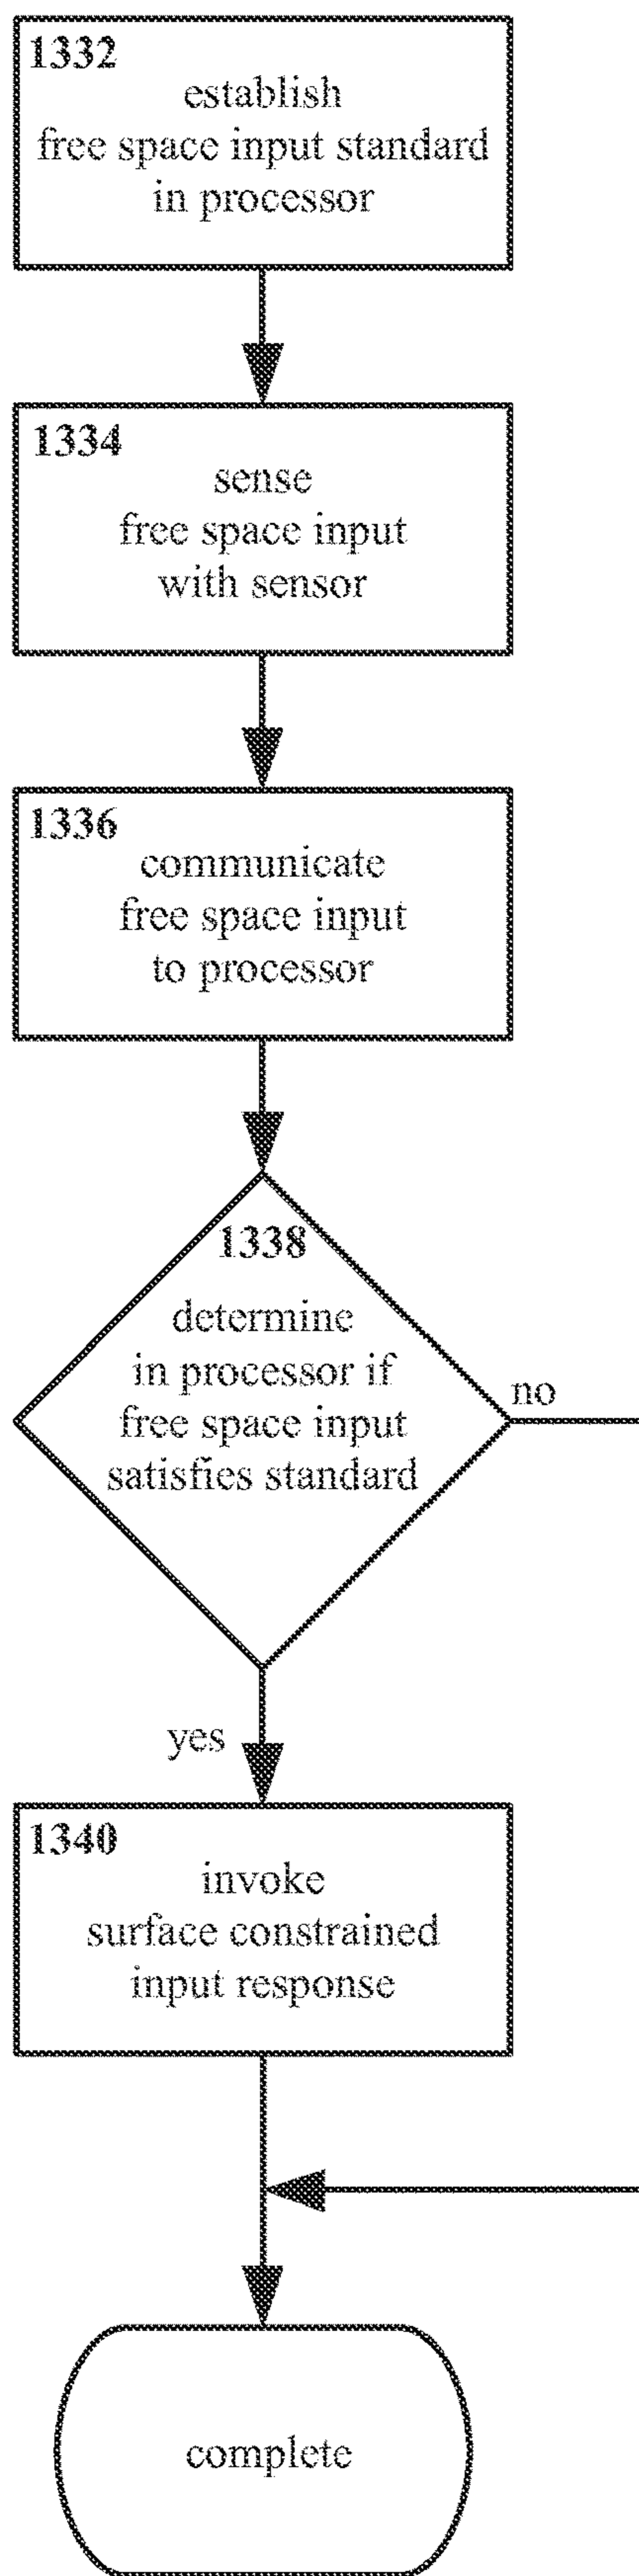 1332
establish
free space input standard
in processor
1334
sense
free space input
with sensor
1336
communicate
free space input
to processor
1338
determine
in processor if
free space input
satisfies standard
no
yes
1340
invoke
surface constrained
input response
complete